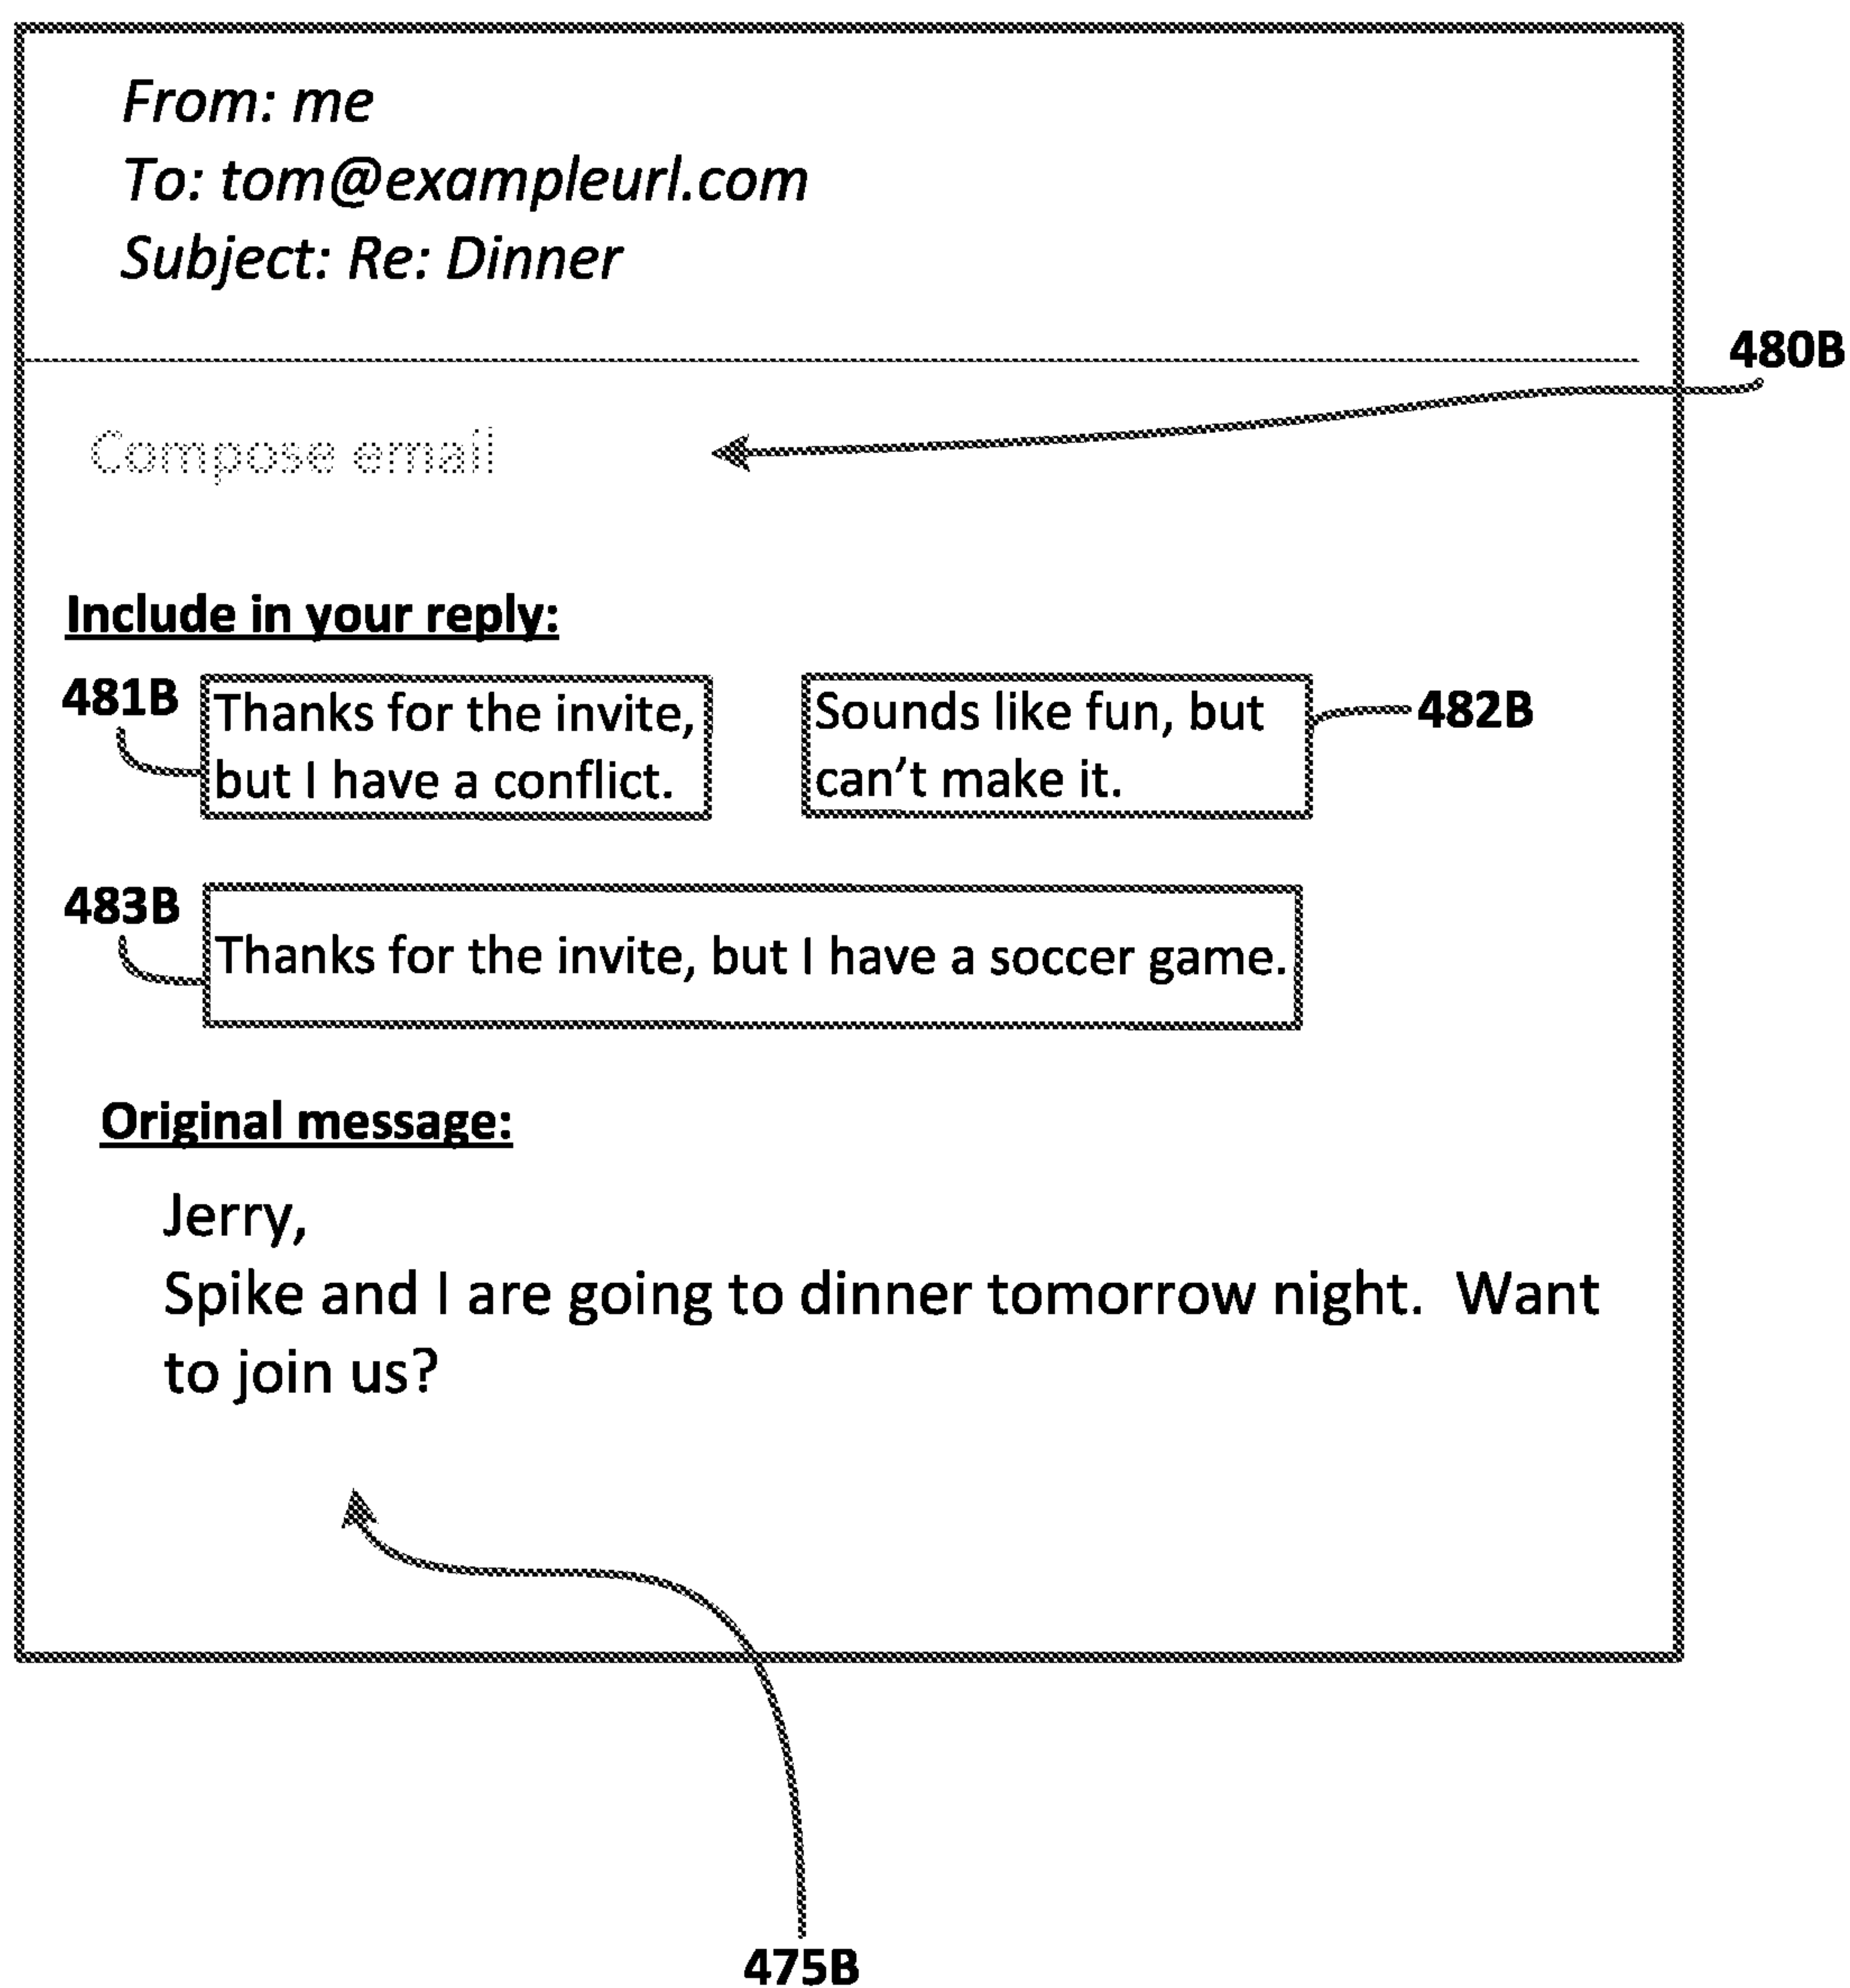 From: me
To: tom@exampleurl.com
Subject: Re: Dinner
480B
Compose email
Include in your reply:
481B
Thanks for the invite,
but I have a conflict.
Sounds like fun, but
can't make it.
482B
483B
Thanks for the invite, but I have a soccer game.
Original message:
Jerry,
Spike and I are going to dinner tomorrow night.  Want
to join us?
475B